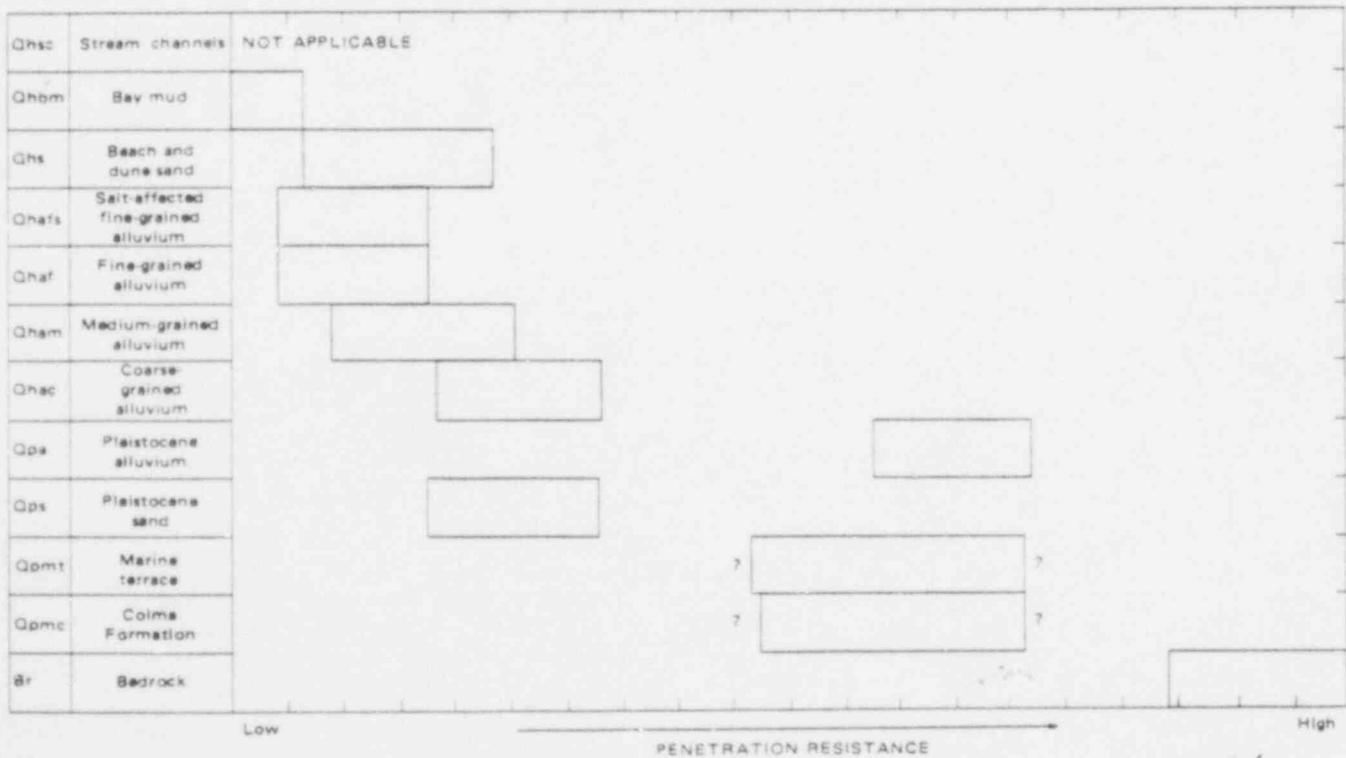 Qhsc Stream channels NOT APPLICABLE
Qhbm Bay mud
Qhs Beach and
dune sand
Qhafs Salt-affected
fine-grained
alluvium
Qhaf Fine-grained
alluvium
Qham Medium-grained
alluvium
Qhac Coarse-
grained
alluvium
Qpa Pleistocene
alluvium
Qps Pleistocene
sand
Qpmt Marine
terrace ? ?
Qpmc Colma
Formation ? ?
Br Bedrock
Low High
PENETRATION RESISTANCE